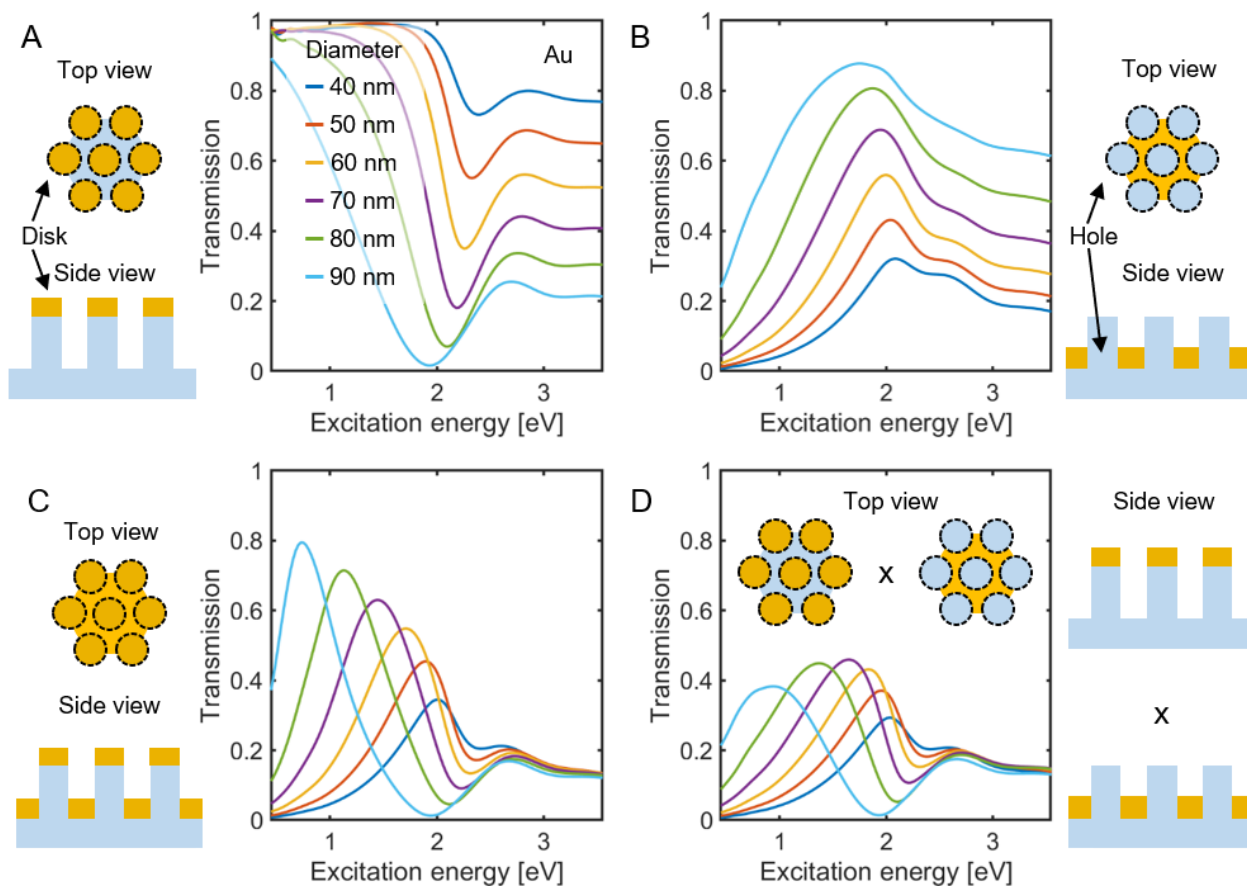 A
Top view
Disk
Side view
1
0.8
0.6
0.4
0.2
0
Transmission
Diameter
40 nm
50 nm
60 nm
70 nm
80 nm
90 nm
Au
1
2
3
Excitation energy [eV]
B
1
0.8
0.6
0.4
0.2
0
Transmission
1
2
3
Excitation energy [eV]
Top view
Hole
Side view
C
Top view
Side view
1
0.8
0.6
0.4
0.2
0
Transmission
1
2
3
Excitation energy [eV]
D
1
0.8
0.6
0.4
0.2
0
Transmission
Top view
x
1
2
3
Excitation energy [eV]
Side view
x